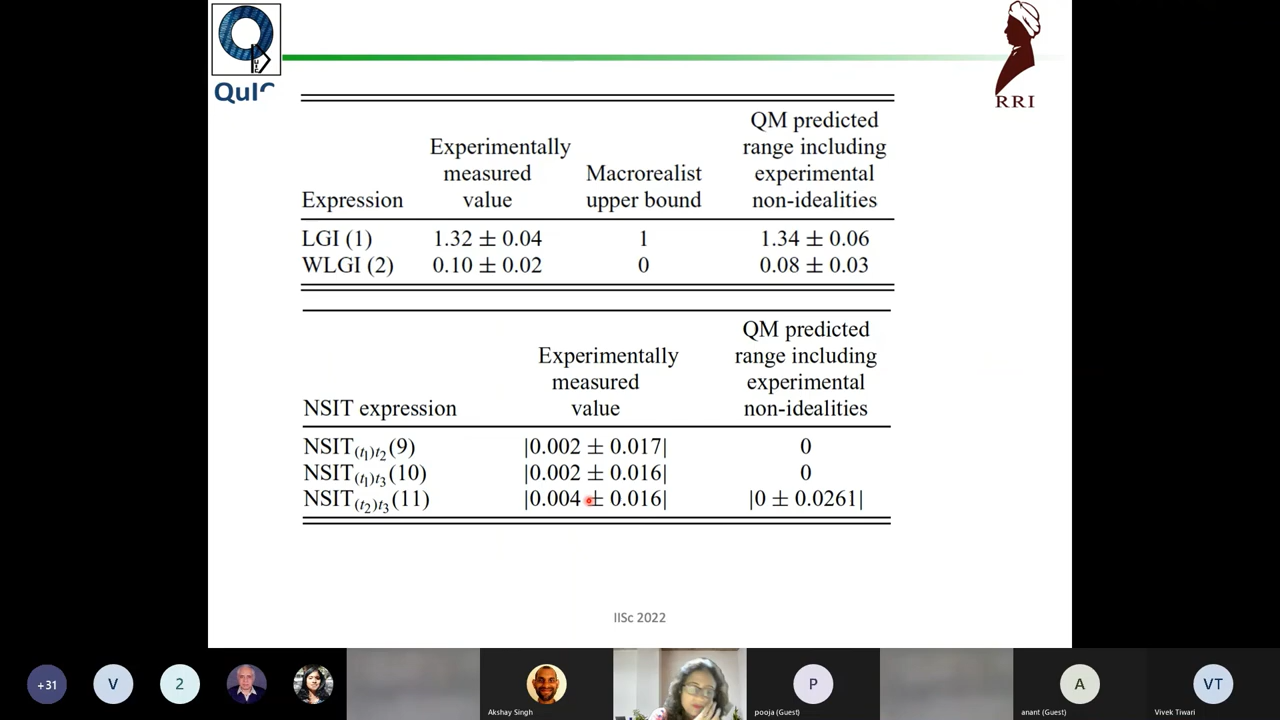 QuIC
RRI
Expression Experimentally measured value Macrorealist upper bound QM predicted range including experimental non-idealities
LGI (1) 1.32 ± 0.04 1 1.34 ± 0.06
WLGI (2) 0.10 ± 0.02 0 0.08 ± 0.03
NSIT expression Experimentally measured value QM predicted range including experimental non-idealities
NSIT(t₁)t₂(9) |0.002 ± 0.017| 0
NSIT(t₁)t₃(10) |0.002 ± 0.016| 0
NSIT(t₂)t₃(11) |0.004 ± 0.016| |0 ± 0.0261|
IISc 2022
+31 V 2 P A VT
Akshay Singh pooja (Guest) anant (Guest) Vivek Tiwari